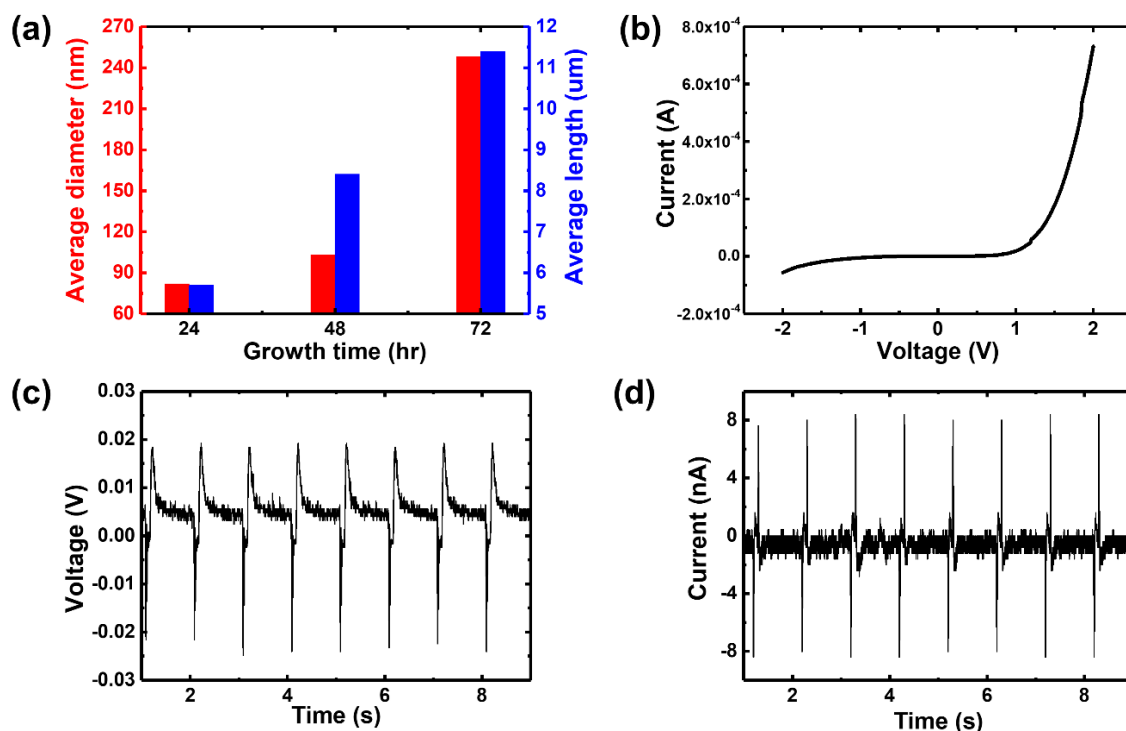 (a)
270
240
210
180
150
120
90
60
Average diameter (nm)
12
11
10
9
8
7
6
5
Average length (um)
24
48
72
Growth time (hr)
(b)
8.0x10-4
6.0x10-4
4.0x10-4
2.0x10-4
0.0
-2.0x10-4
Current (A)
-2
-1
0
1
2
Voltage (V)
(c)
0.03
0.02
0.01
0.00
-0.01
-0.02
-0.03
Voltage (V)
2
4
6
8
Time (s)
(d)
8
4
0
-4
-8
Current (nA)
2
4
6
8
Time (s)